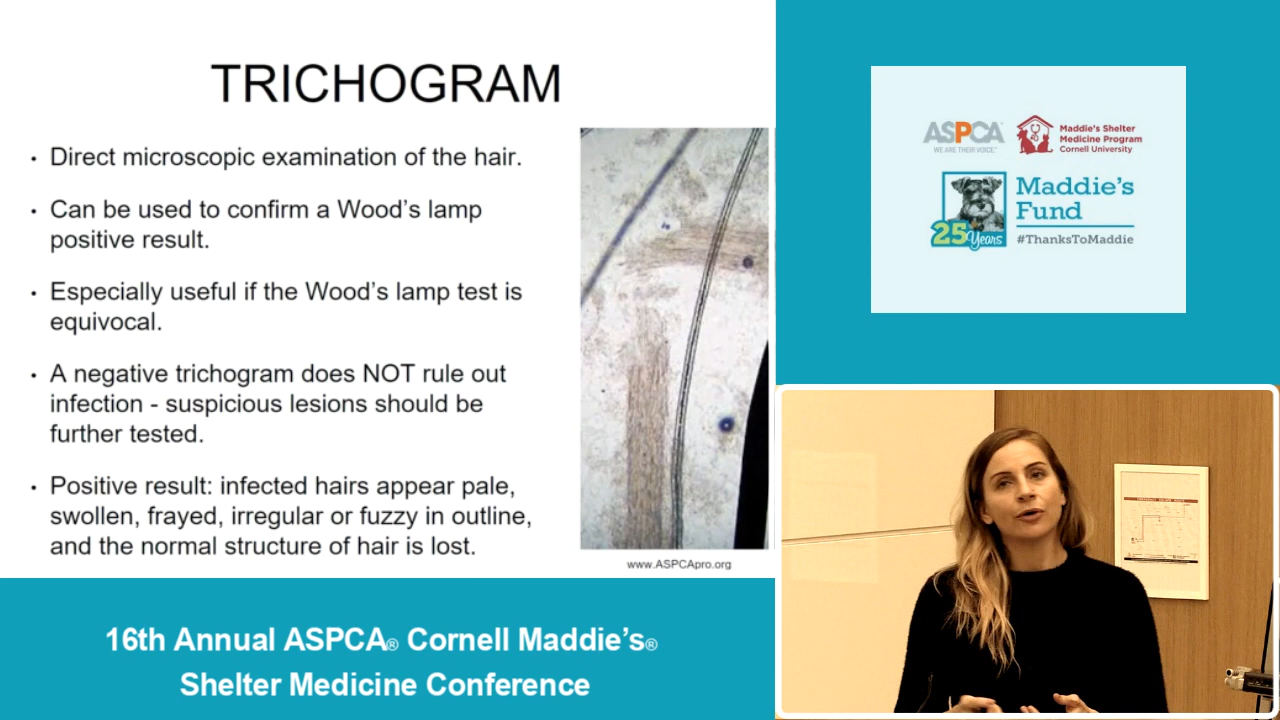 TRICHOGRAM
• Direct microscopic examination of the hair.
• Can be used to confirm a Wood's lamp
positive result.
• Especially useful if the Wood's lamp test is
equivocal.
• A negative trichogram does NOT rule out
infection - suspicious lesions should be
further tested.
• Positive result: infected hairs appear pale,
swollen, frayed, irregular or fuzzy in outline,
and the normal structure of hair is lost.
www.ASPCApro.org
16th Annual ASPCA® Cornell Maddie's®
Shelter Medicine Conference
ASPCA
WE ARE THEIR VOICE.
Maddie's Shelter
Medicine Program
Cornell University
Maddie's
Fund
25 Years
#ThanksToMaddie